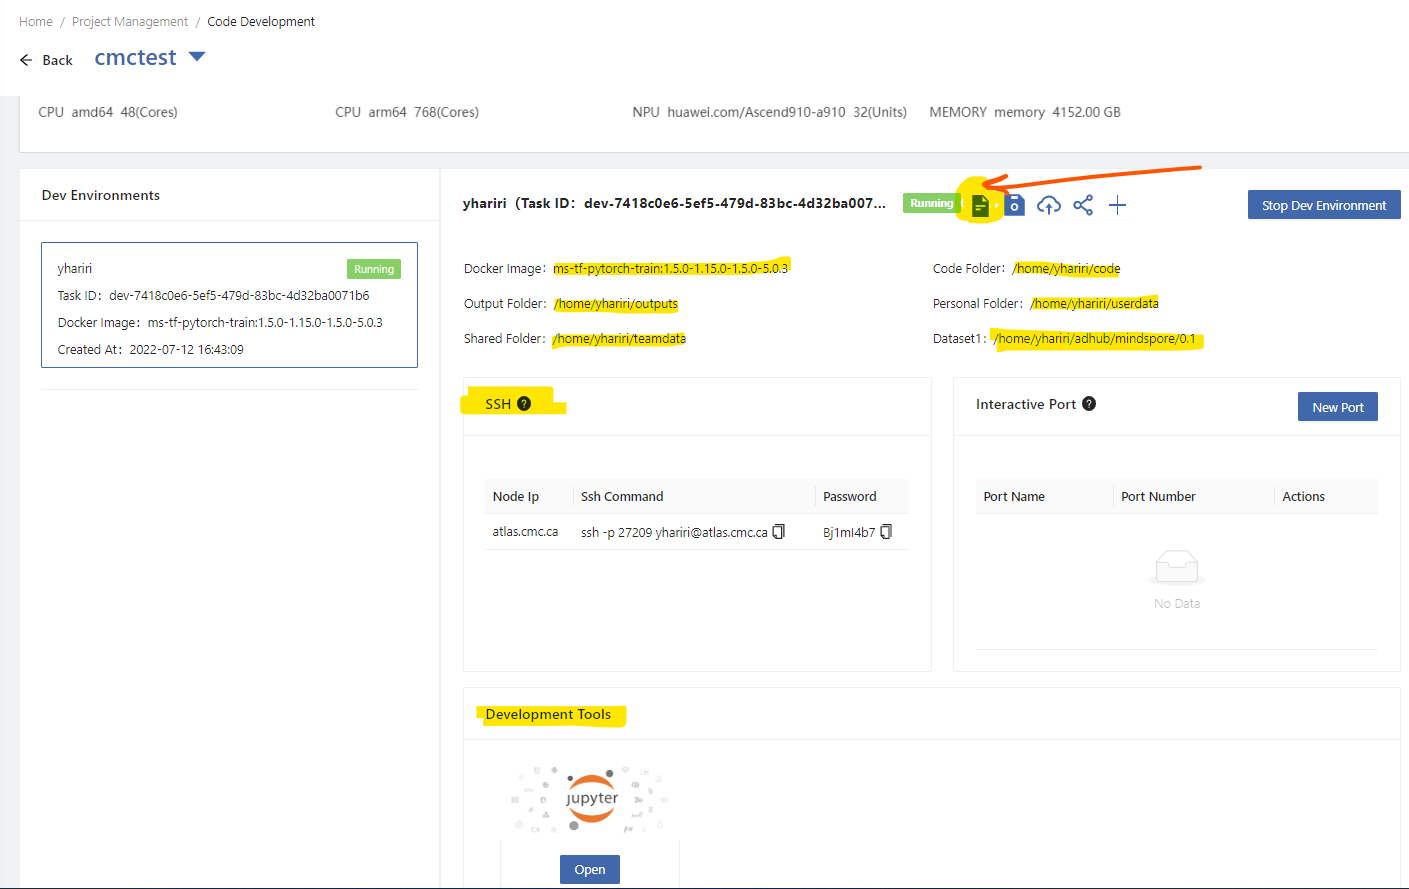 Home / Project Management / Code Development
Back cmctest
CPU amd64 48(Cores) CPU arm64 768(Cores) NPU huawei.com/Ascend910-a910 32(Units) MEMORY memory 4152.00 GB
Dev Environments
yhariri Running
Task ID: dev-7418c0e6-5ef5-479d-83bc-4d32ba0071b6
Docker Image: ms-tf-pytorch-train:1.5.0-1.15.0-1.5.0-5.0.3
Created At: 2022-07-12 16:43:09
yhariri (Task ID: dev-7418c0e6-5ef5-479d-83bc-4d32ba007... Running
Stop Dev Environment
Docker Image: ms-tf-pytorch-train:1.5.0-1.15.0-1.5.0-5.0.3
Code Folder: /home/yhariri/code
Output Folder: /home/yhariri/outputs
Personal Folder: /home/yhariri/userdata
Shared Folder: /home/yhariri/teamdata
Dataset1: /home/yhariri/adhub/mindspore/0.1
SSH ?
Node Ip Ssh Command Password
atlas.cmc.ca ssh -p 27209 yhariri@atlas.cmc.ca Bj1mI4b7
Interactive Port ?
New Port
Port Name Port Number Actions
No Data
Development Tools
jupyter
Open